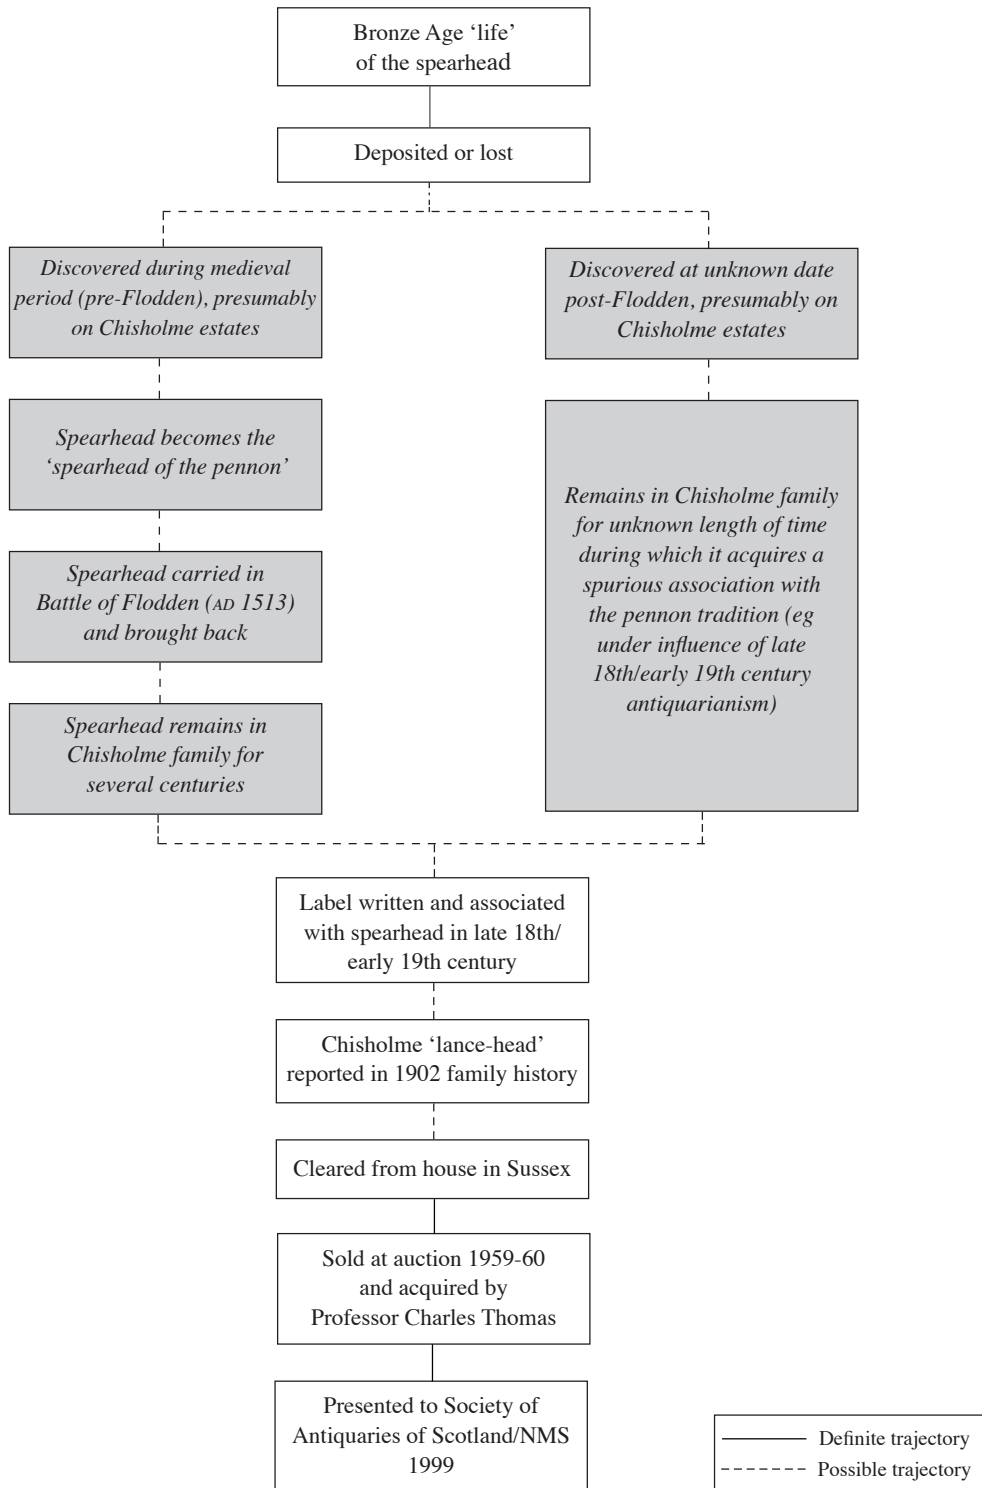 Bronze Age ‘life’
of the spearhead
Deposited or lost
Discovered during medieval
period (pre-Flodden), presumably
on Chisholme estates
Spearhead becomes the
‘spearhead of the pennon’
Spearhead carried in
Battle of Flodden (AD 1513)
and brought back
Spearhead remains in
Chisholme family for
several centuries
Discovered at unknown date
post-Flodden, presumably on
Chisholme estates
Remains in Chisholme family
for unknown length of time
during which it acquires a
spurious association with
the pennon tradition (eg
under influence of late
18th/early 19th century
antiquarianism)
Label written and associated
with spearhead in late 18th/
early 19th century
Chisholme ‘lance-head’
reported in 1902 family history
Cleared from house in Sussex
Sold at auction 1959-60
and acquired by
Professor Charles Thomas
Presented to Society of
Antiquaries of Scotland/NMS
1999
Definite trajectory
Possible trajectory